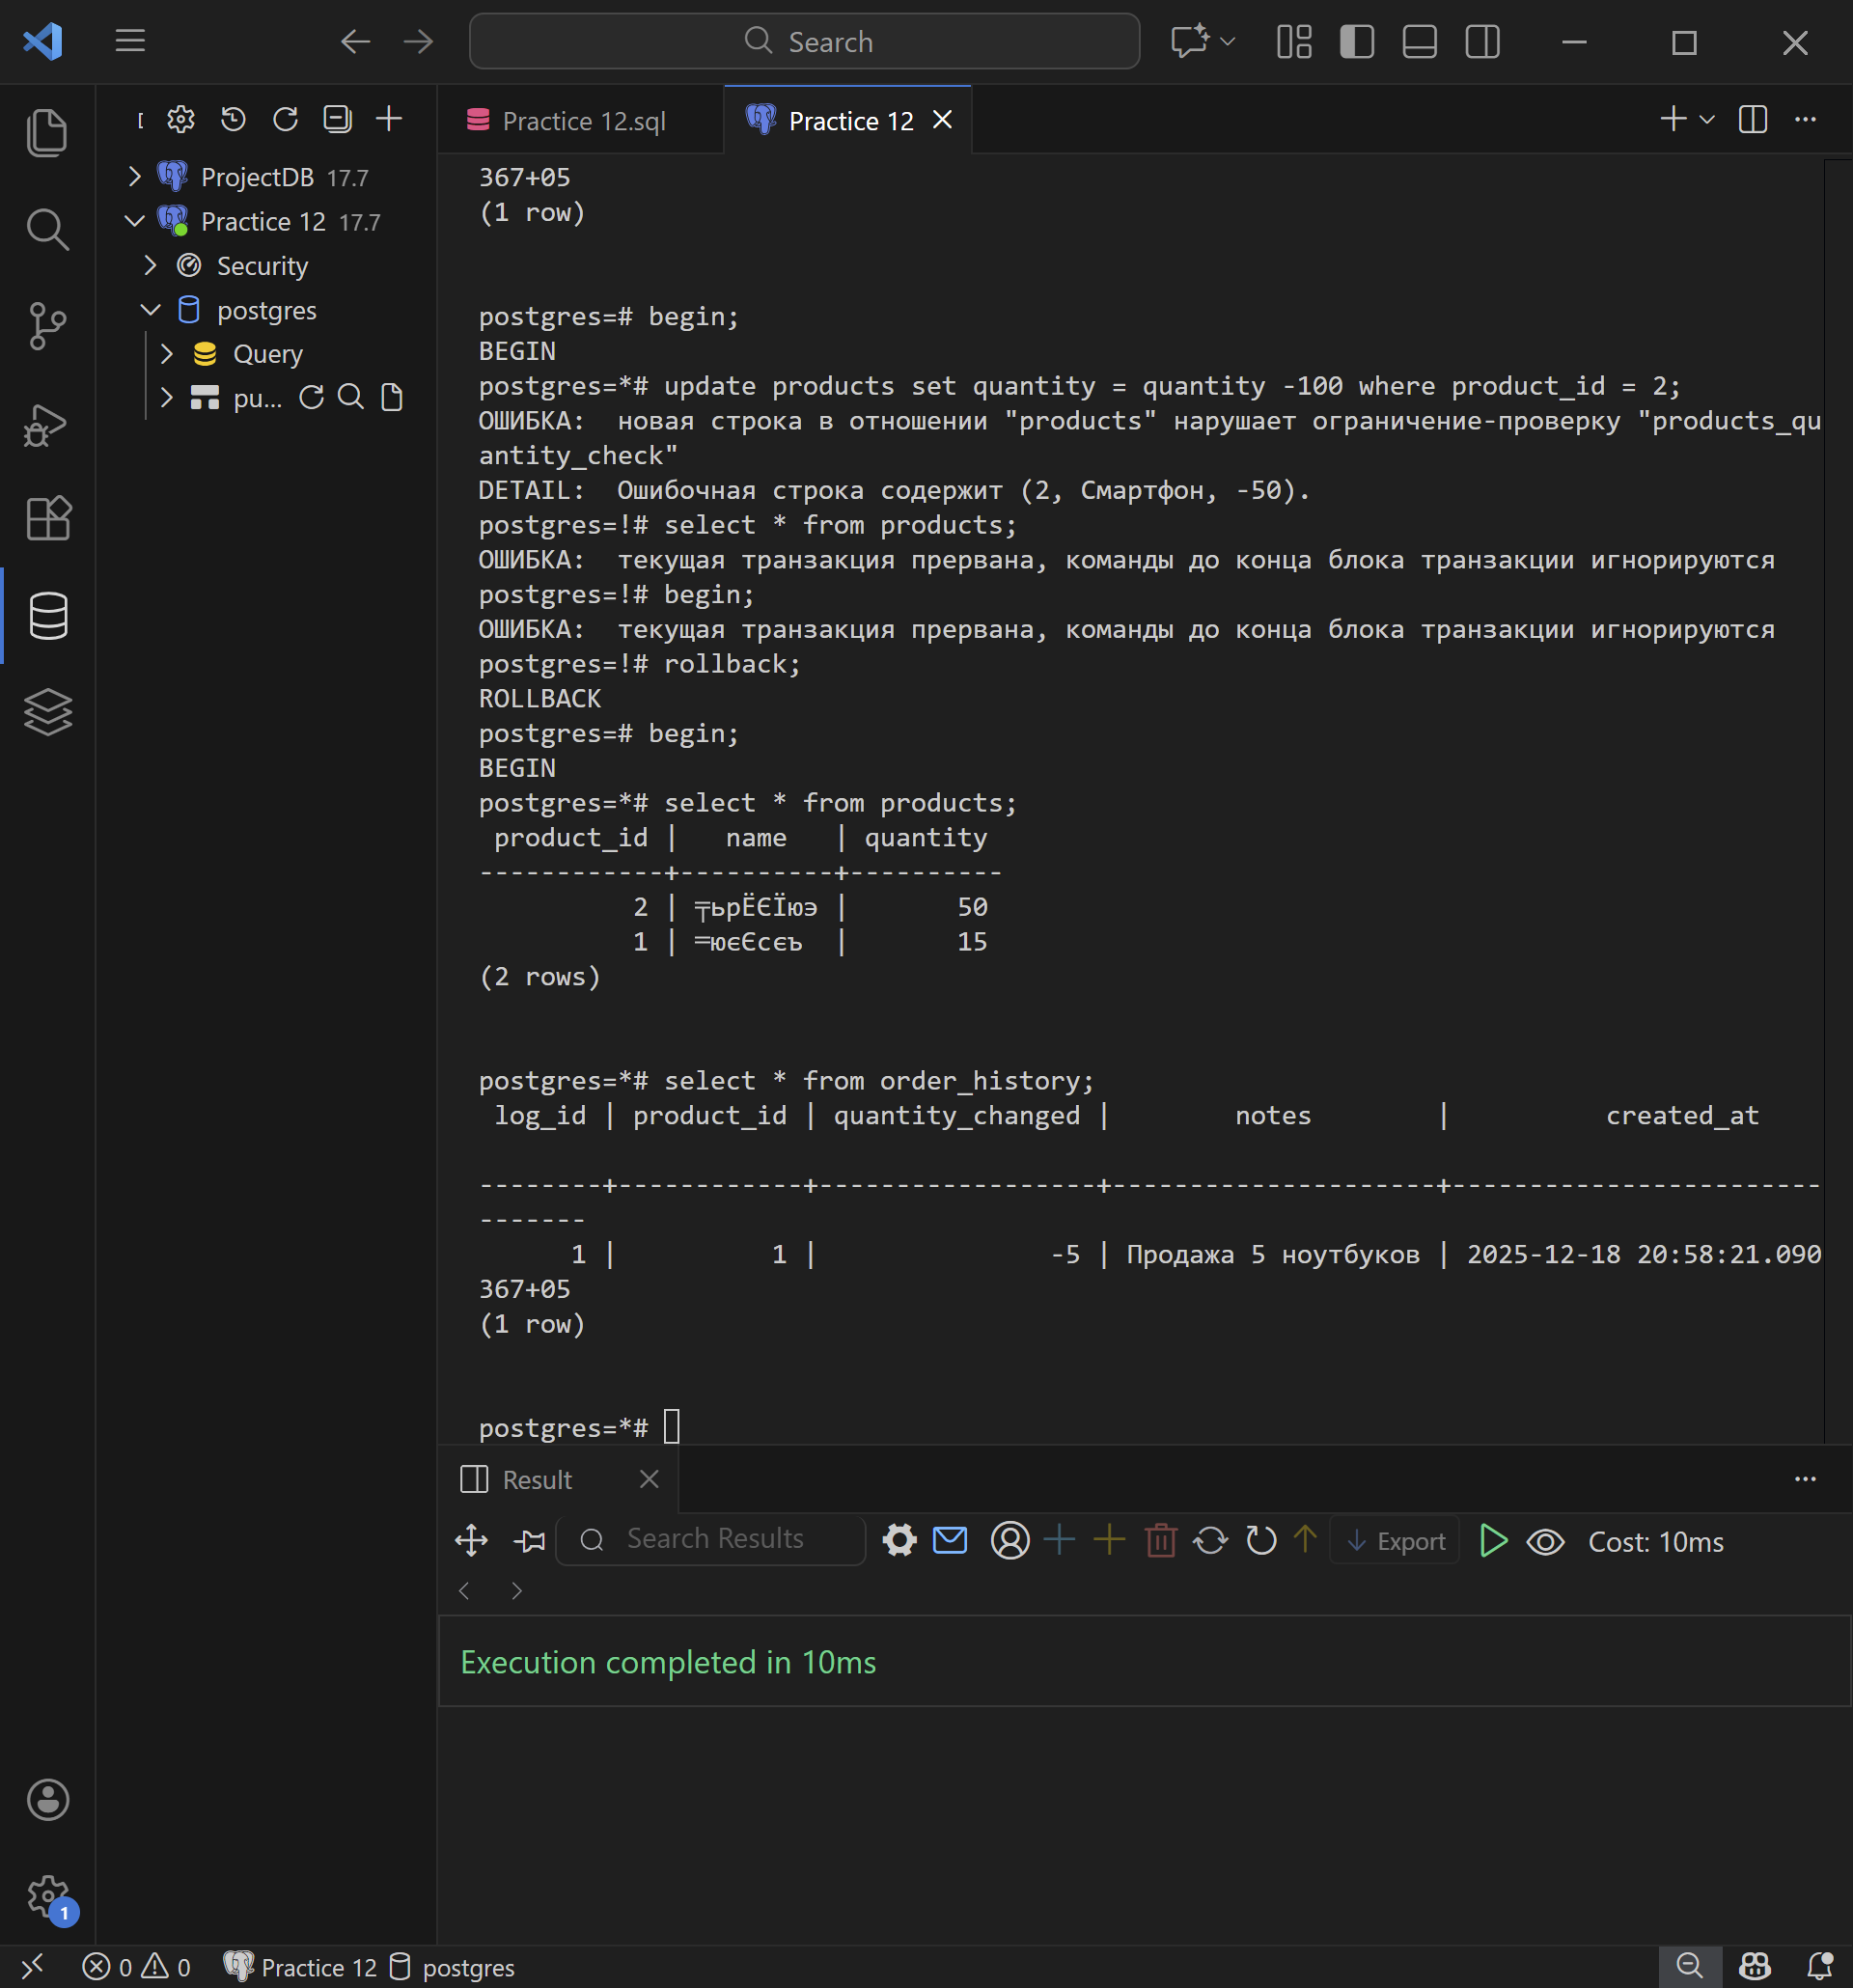 Search
Practice 12.sql
Practice 12
ProjectDB 17.7
Practice 12 17.7
Security
postgres
Query
pu...
367+05
(1 row)
postgres=# begin;
BEGIN
postgres=*# update products set quantity = quantity -100 where product_id = 2;
ОШИБКА:  новая строка в отношении "products" нарушает ограничение-проверку "products_qu
antity_check"
DETAIL:  Ошибочная строка содержит (2, Смартфон, -50).
postgres=!# select * from products;
ОШИБКА:  текущая транзакция прервана, команды до конца блока транзакции игнорируются
postgres=!# begin;
ОШИБКА:  текущая транзакция прервана, команды до конца блока транзакции игнорируются
postgres=!# rollback;
ROLLBACK
postgres=# begin;
BEGIN
postgres=*# select * from products;
 product_id |   name   | quantity
------------+----------+----------
          2 | ╤ьрЁЄЇюэ |       50
          1 | ═юєЄсєъ  |       15
(2 rows)
postgres=*# select * from order_history;
 log_id | product_id | quantity_changed |        notes        |          created_at
--------+------------+------------------+---------------------+------------------------
-------
      1 |          1 |               -5 | Продажа 5 ноутбуков | 2025-12-18 20:58:21.090
367+05
(1 row)
postgres=*#
Result
Search Results
Export
Cost: 10ms
Execution completed in 10ms
1
0 0 Practice 12 postgres